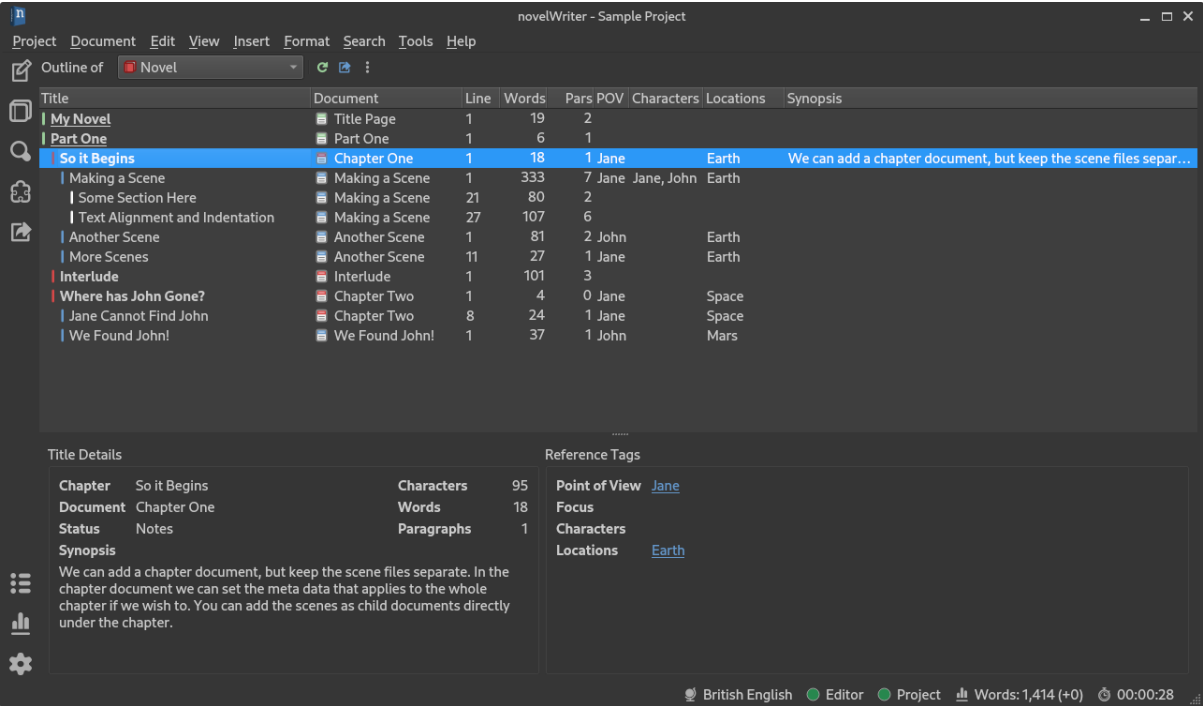 n
novelWriter - Sample Project
Project Document Edit View Insert Format Search Tools Help
Outline of Novel
Title Document Line Words Pars POV Characters Locations Synopsis
My Novel Title Page 1 19 2
Part One Part One 1 6 1
So it Begins Chapter One 1 18 1 Jane Earth We can add a chapter document, but keep the scene files separ...
Making a Scene Making a Scene 1 333 7 Jane Jane, John Earth
Some Section Here Making a Scene 21 80 2
Text Alignment and Indentation Making a Scene 27 107 6
Another Scene Another Scene 1 81 2 John Earth
More Scenes Another Scene 11 27 1 Jane Earth
Interlude Interlude 1 101 3
Where has John Gone? Chapter Two 1 4 0 Jane Space
Jane Cannot Find John Chapter Two 8 24 1 Jane Space
We Found John! We Found John! 1 37 1 John Mars
Title Details
Chapter So it Begins Characters 95
Document Chapter One Words 18
Status Notes Paragraphs 1
Synopsis
We can add a chapter document, but keep the scene files separate. In the
chapter document we can set the meta data that applies to the whole
chapter if we wish to. You can add the scenes as child documents directly
under the chapter.
Reference Tags
Point of View Jane
Focus
Characters
Locations Earth
British English Editor Project Words: 1,414 (+0) 00:00:28